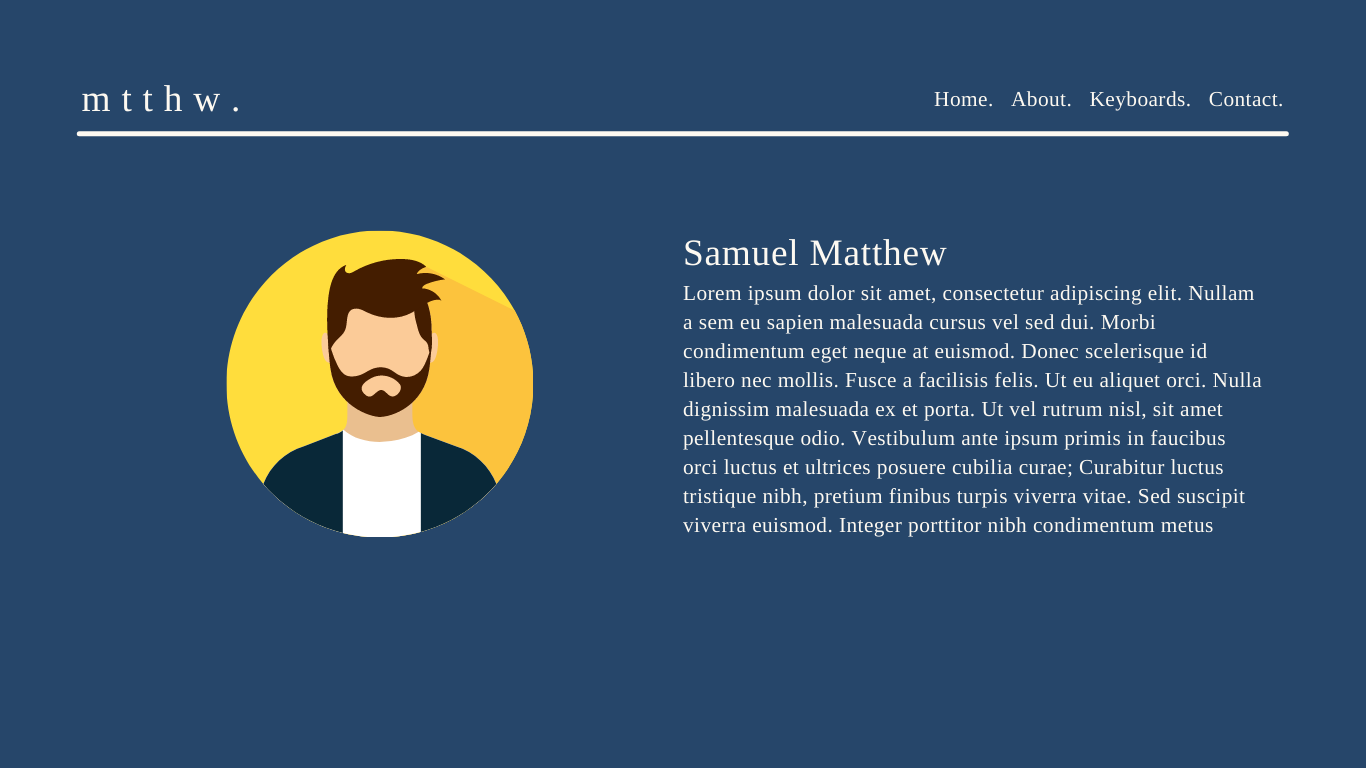 mtthw.
Home. About. Keyboards. Contact.
Samuel Matthew
Lorem ipsum dolor sit amet, consectetur adipiscing elit. Nullam
a sem eu sapien malesuada cursus vel sed dui. Morbi
condimentum eget neque at euismod. Donec scelerisque id
libero nec mollis. Fusce a facilisis felis. Ut eu aliquet orci. Nulla
dignissim malesuada ex et porta. Ut vel rutrum nisl, sit amet
pellentesque odio. Vestibulum ante ipsum primis in faucibus
orci luctus et ultrices posuere cubilia curae; Curabitur luctus
tristique nibh, pretium finibus turpis viverra vitae. Sed suscipit
viverra euismod. Integer porttitor nibh condimentum metus